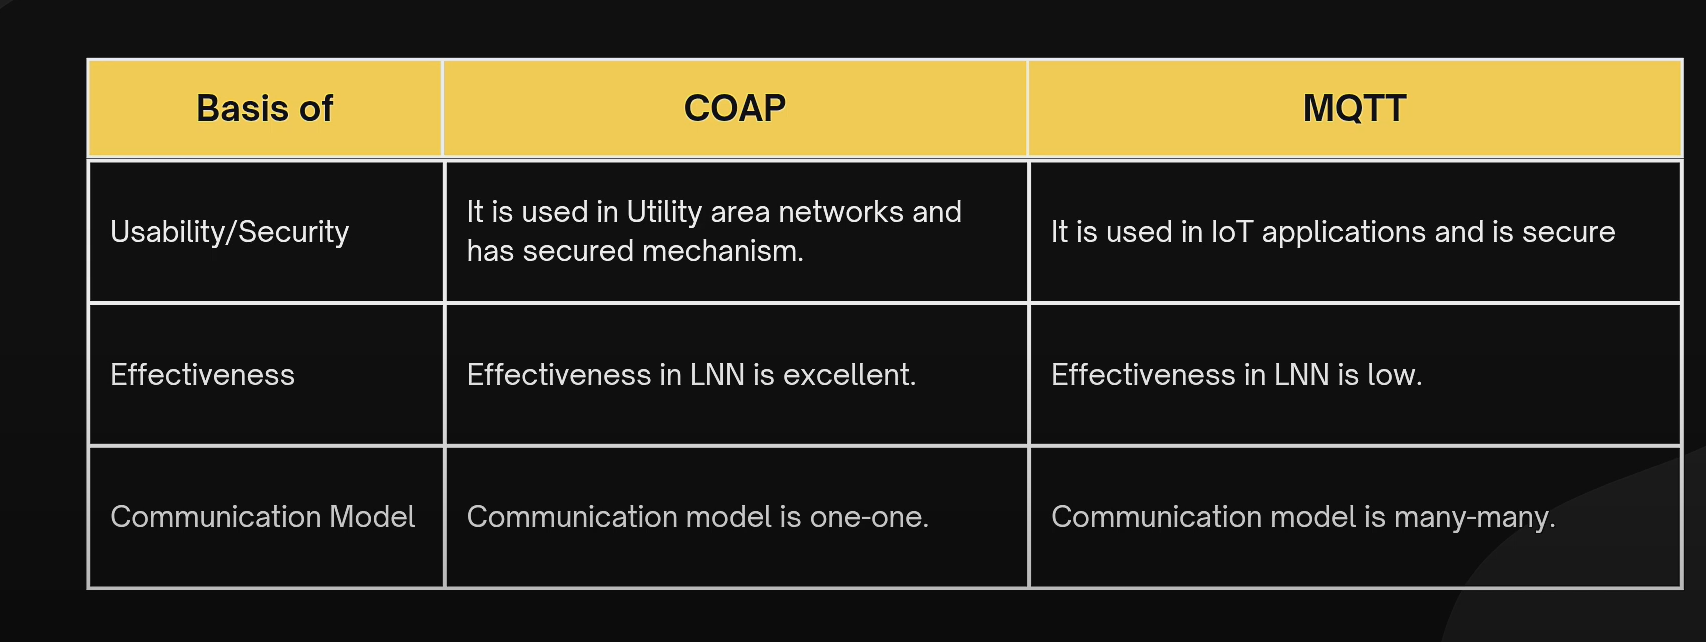 Basis of
COAP
MQTT
Usability/Security
It is used in Utility area networks and
has secured mechanism.
It is used in IoT applications and is secure
Effectiveness
Effectiveness in LNN is excellent.
Effectiveness in LNN is low.
Communication Model
Communication model is one-one.
Communication model is many-many.